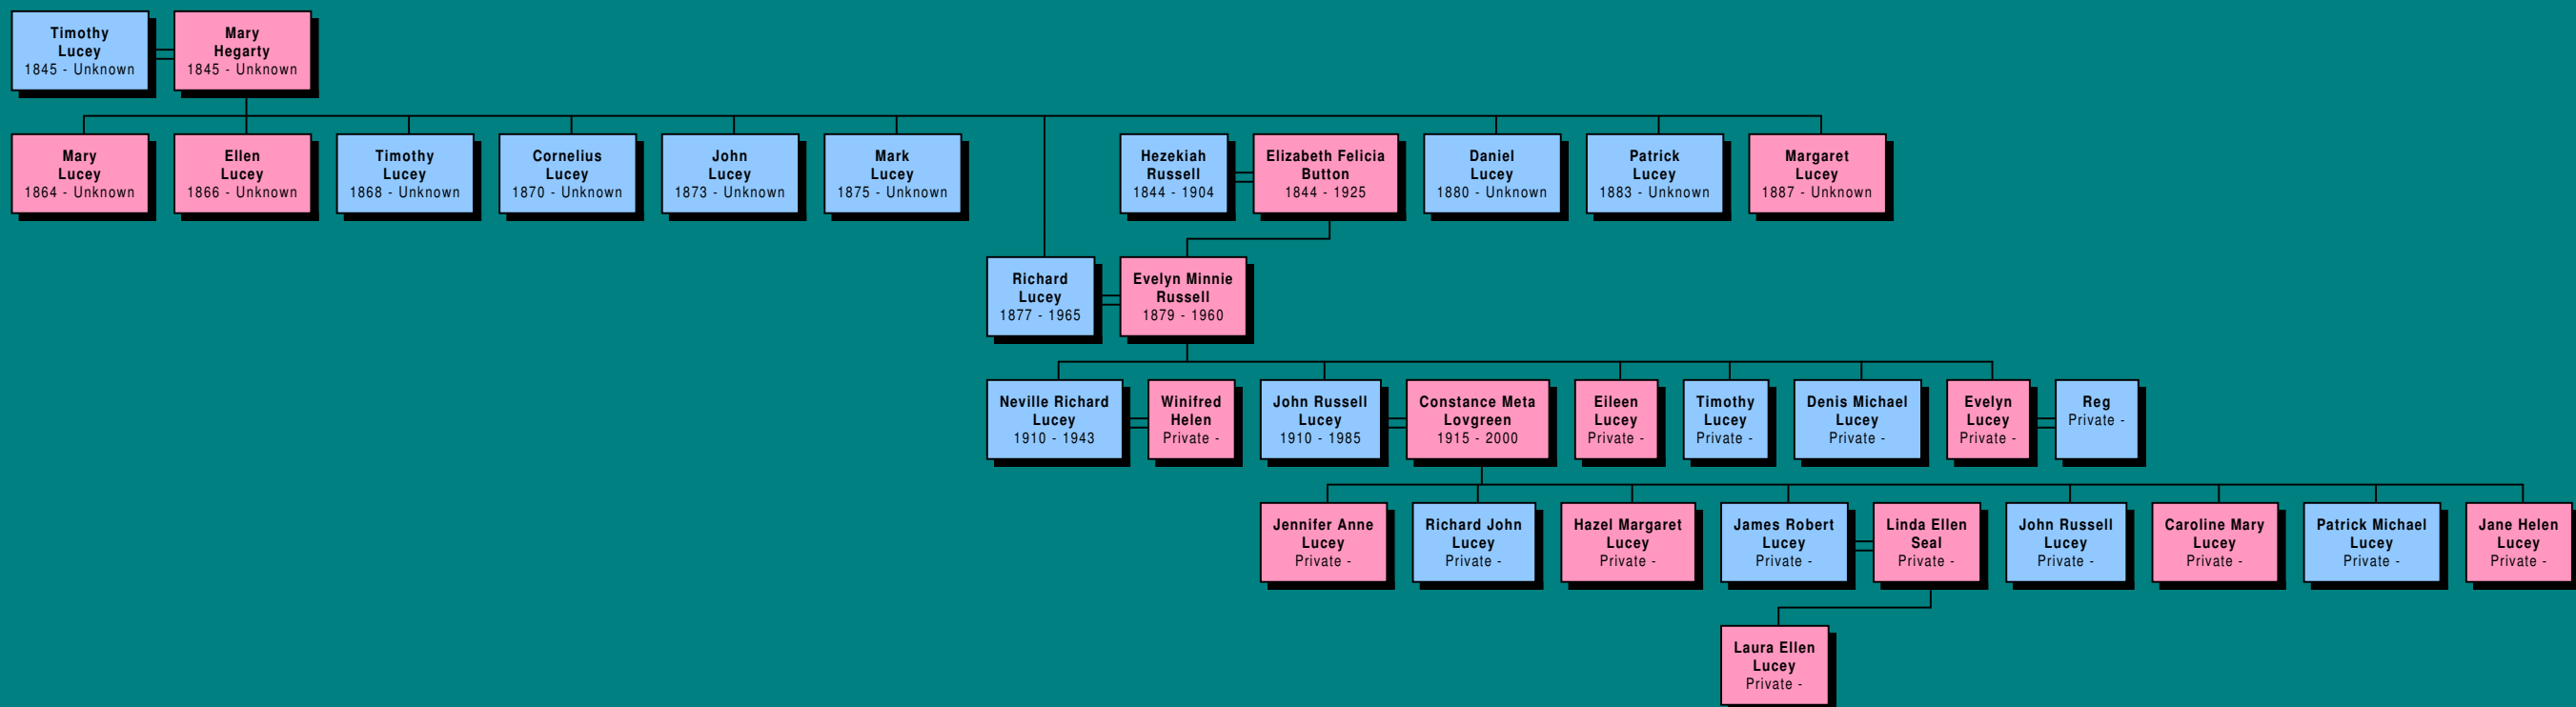 Timothy
Lucey
1845 - Unknown
Mary
Hegarty
1845 - Unknown
Mary
Lucey
1864 - Unknown
Ellen
Lucey
1866 - Unknown
Timothy
Lucey
1868 - Unknown
Cornelius
Lucey
1870 - Unknown
John
Lucey
1873 - Unknown
Mark
Lucey
1875 - Unknown
Hezekiah
Russell
1844 - 1904
Elizabeth Felicia
Button
1844 - 1925
Daniel
Lucey
1880 - Unknown
Patrick
Lucey
1883 - Unknown
Margaret
Lucey
1887 - Unknown
Richard
Lucey
1877 - 1965
Evelyn Minnie
Russell
1879 - 1960
Neville Richard
Lucey
1910 - 1943
Winifred
Helen
Private -
John Russell
Lucey
1910 - 1985
Constance Meta
Lovgreen
1915 - 2000
Eileen
Lucey
Private -
Timothy
Lucey
Private -
Denis Michael
Lucey
Private -
Evelyn
Lucey
Private -
Reg
Private -
Jennifer Anne
Lucey
Private -
Richard John
Lucey
Private -
Hazel Margaret
Lucey
Private -
James Robert
Lucey
Private -
Linda Ellen
Seal
Private -
John Russell
Lucey
Private -
Caroline Mary
Lucey
Private -
Patrick Michael
Lucey
Private -
Jane Helen
Lucey
Private -
Laura Ellen
Lucey
Private -